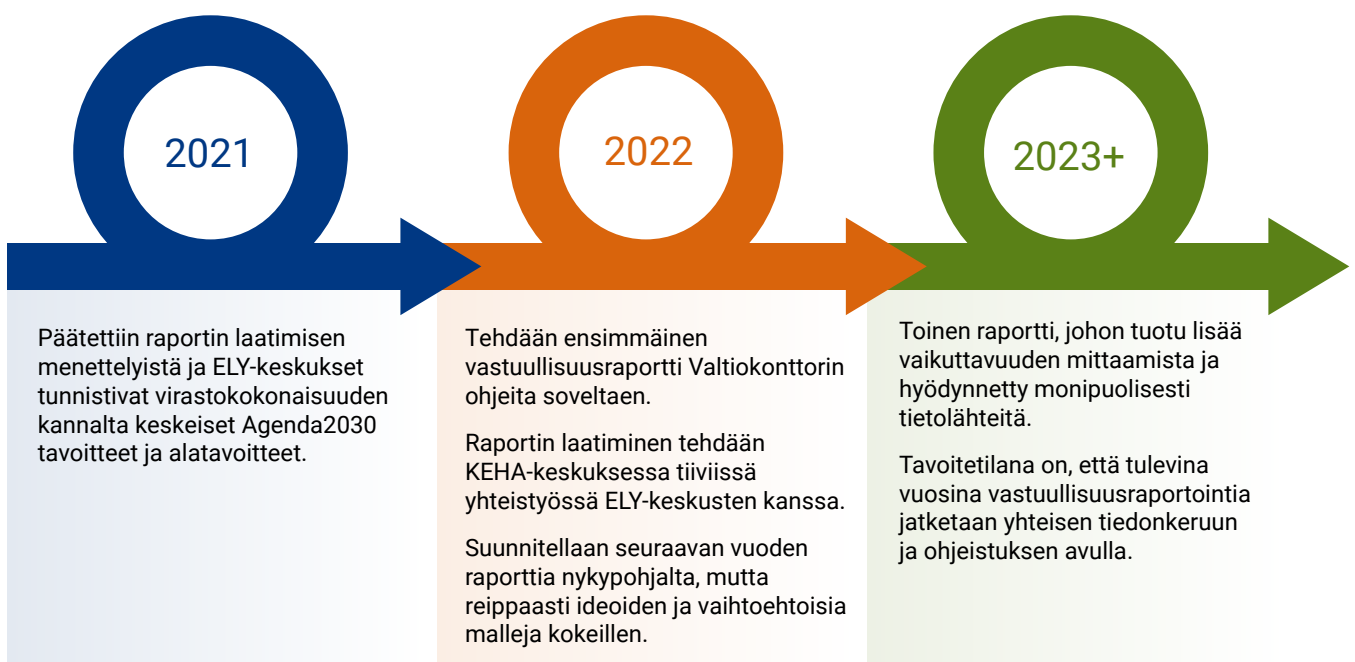 2021
Päätettiin raportin laatimisen
menettelyistä ja ELY-keskukset
tunnistivat virastokokonaisuuden
kannalta keskeiset Agenda2030
tavoitteet ja alatavoitteet.
2022
Tehdään ensimmäinen
vastuullisuusraportti Valtiokonttorin
ohjeita soveltaen.
Raportin laatiminen tehdään
KEHA-keskuksessa tiiviissä
yhteistyössä ELY-keskusten kanssa.
Suunnitellaan seuraavan vuoden
raporttia nykypohjalta, mutta
reippaasti ideoiden ja vaihtoehtoisia
malleja kokeillen.
2023+
Toinen raportti, johon tuotu lisää
vaikuttavuuden mittaamista ja
hyödynnetty monipuolisesti
tietolähteitä.
Tavoitetilana on, että tulevina
vuosina vastuullisuusraportointia
jatketaan yhteisen tiedonkeruun
ja ohjeistuksen avulla.